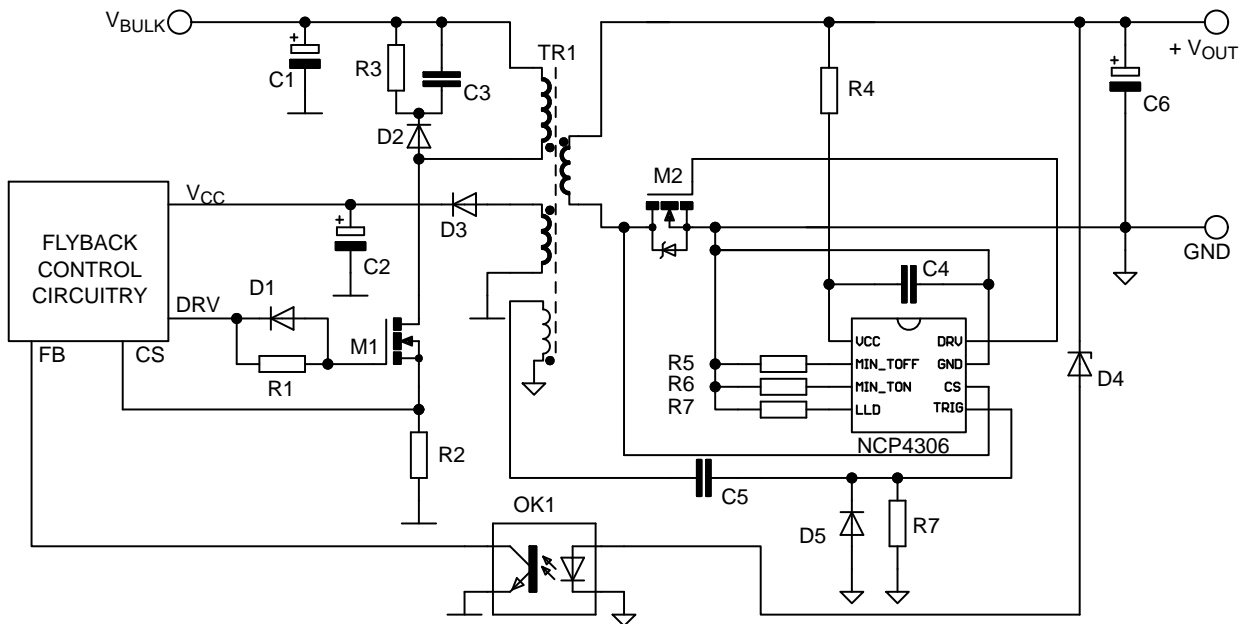 VBULK
C1
R3
C3
D2
TR1
R4
+ VOUT
C6
M2
GND
VCC
D3
C2
FLYBACK
CONTROL
CIRCUITRY
DRV
D1
R1
M1
FB
CS
R2
C4
VCC
MIN_TOFF
MIN_TON
LLD
DRV
GND
CS
TRIG
R5
R6
R7
NCP4306
D4
C5
OK1
D5
R7